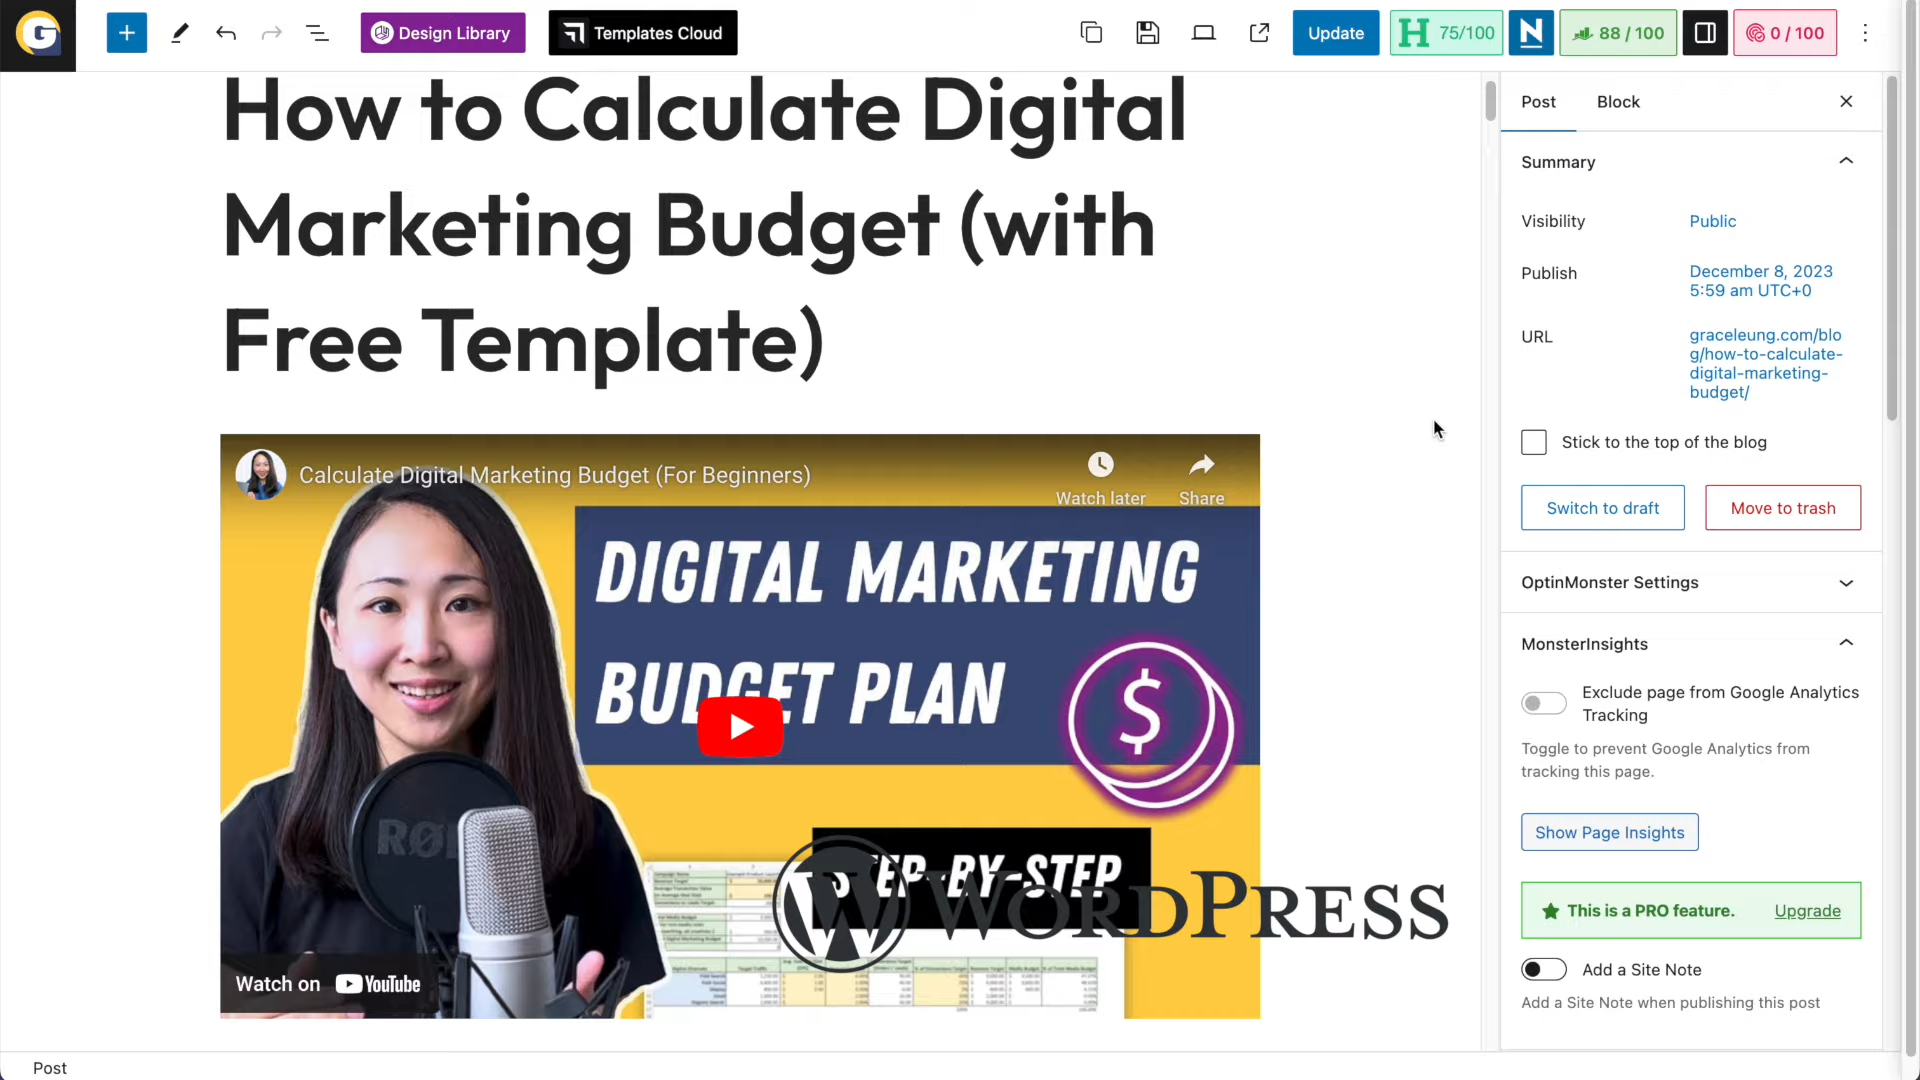 G
Design Library
Templates Cloud
Update
H 75/100
N
88 / 100
0 / 100
How to Calculate Digital
Marketing Budget (with
Free Template)
Calculate Digital Marketing Budget (For Beginners)
Watch later
Share
DIGITAL MARKETING
BUDGET PLAN
$
STEP-BY-STEP
WORDPRESS
Watch on YouTube
Post
Block
Summary
Visibility
Public
Publish
December 8, 2023
5:59 am UTC+0
URL
graceleung.com/blo
g/how-to-calculate-
digital-marketing-
budget/
Stick to the top of the blog
Switch to draft
Move to trash
OptinMonster Settings
MonsterInsights
Exclude page from Google Analytics
Tracking
Toggle to prevent Google Analytics from
tracking this page.
Show Page Insights
This is a PRO feature. Upgrade
Add a Site Note
Add a Site Note when publishing this post
Post